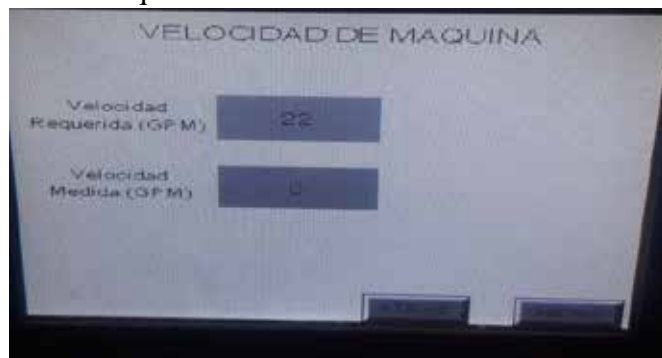 VELOCIDAD DE MAQUINA
Velocidad
Requerida (GPM)
22
Velocidad
Medida (GPM)
0